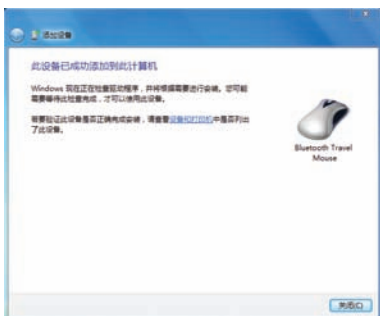 添加设备
此设备已成功添加到此计算机
Windows 现在正在检查驱动程序，并将根据需要进行安装。您可能
需要等待此检查完成，才可以使用此设备。
若要验证此设备是否正确完成安装，请查看设备和打印机中是否列出
了此设备。
Bluetooth Travel
Mouse
关闭(C)